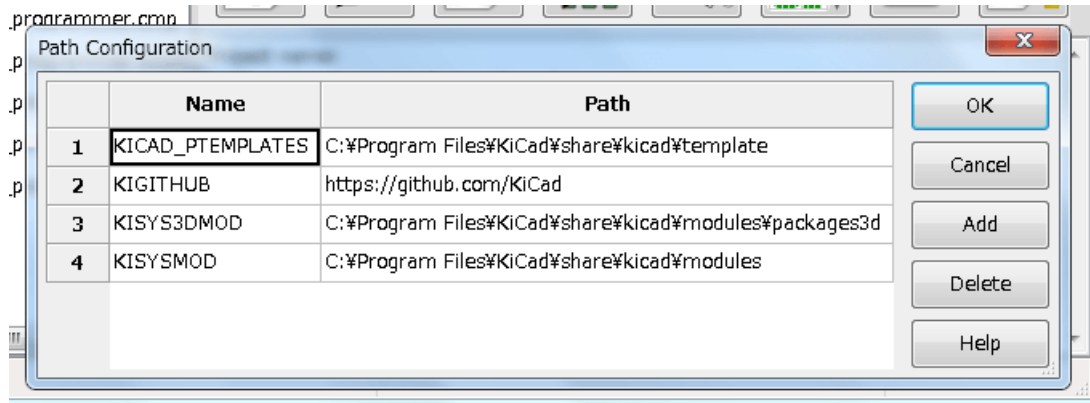 programmer.cmp
Path Configuration
Name Path
OK
1 KICAD_PTEMPLATES C:¥Program Files¥KiCad¥share¥kicad¥template
Cancel
2 KIGITHUB https://github.com/KiCad
3 KISYS3DMOD C:¥Program Files¥KiCad¥share¥kicad¥modules¥packages3d
Add
4 KISYSMOD C:¥Program Files¥KiCad¥share¥kicad¥modules
Delete
Help